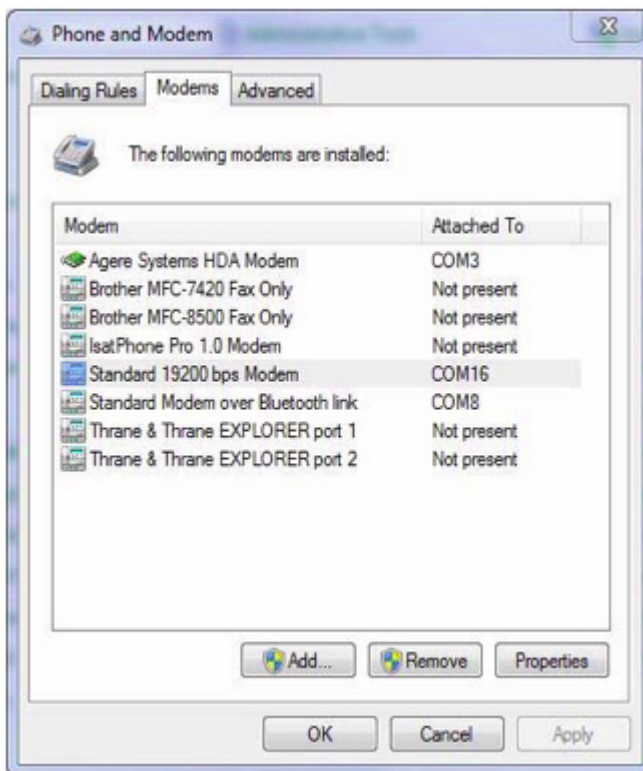 Phone and Modem
Dialing Rules Modems Advanced
The following modems are installed:
Modem Attached To
Agere Systems HDA Modem COM3
Brother MFC-7420 Fax Only Not present
Brother MFC-8500 Fax Only Not present
IsatPhone Pro 1.0 Modem Not present
Standard 19200 bps Modem COM16
Standard Modem over Bluetooth link COM8
Thrane & Thrane EXPLORER port 1 Not present
Thrane & Thrane EXPLORER port 2 Not present
Add... Remove Properties
OK Cancel Apply